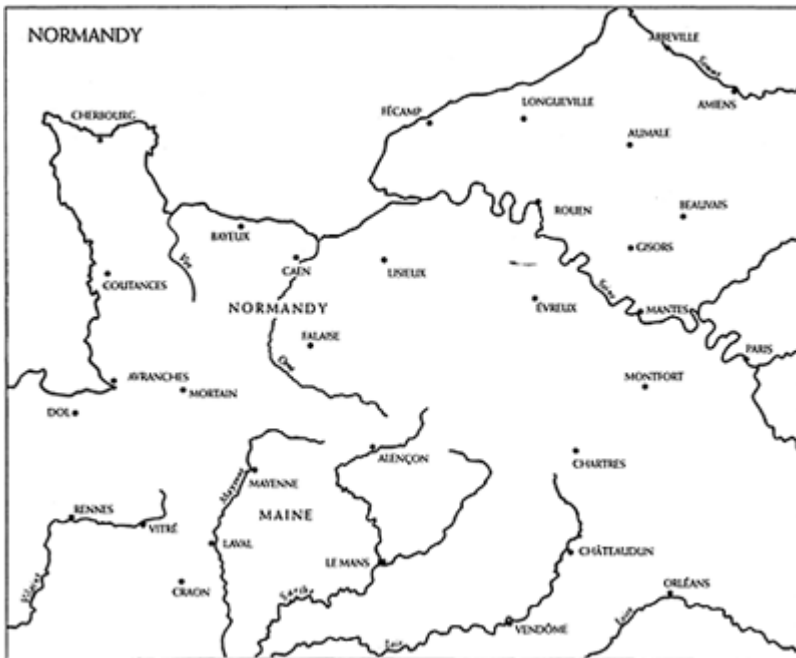 NORMANDY
ABBEVILLE
Somme
AMIENS
CHERBOURG
FÉCAMP
LONGUEVILLE
AUMALE
ROUEN
BEAUVAIS
BAYEUX
Vire
CAEN
LISIEUX
GISORS
COUTANCES
NORMANDY
Seine
ÉVREUX
MANTES
FALAISE
Orne
PARIS
AVRANCHES
MORTAIN
MONTFORT
DOL
ALENÇON
CHARTRES
Mayenne
MAYENNE
MAINE
RENNES
VITRÉ
LAVAL
LE MANS
CHÂTEAUDUN
Vilaine
CRAON
Sarthe
ORLÉANS
Loir
VENDÔME
Loire